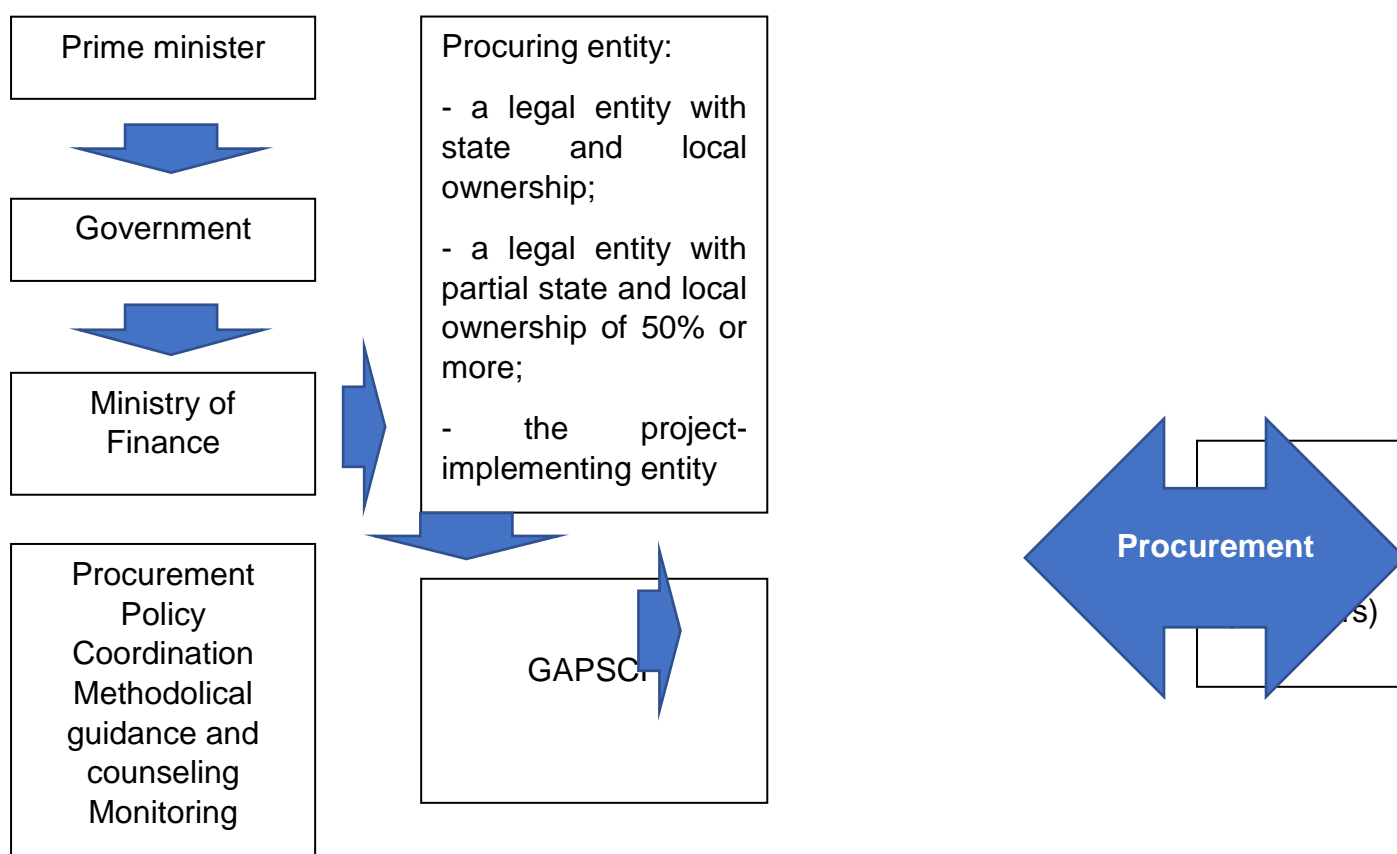 Prime minister
Government
Ministry of
Finance
Procurement
Policy
Coordination
Methodolical
guidance and
counseling
Monitoring
Procuring entity:
- a legal entity with
state and local
ownership;
- a legal entity with
partial state and local
ownership of 50% or
more;
- the project-
implementing entity
Procurement